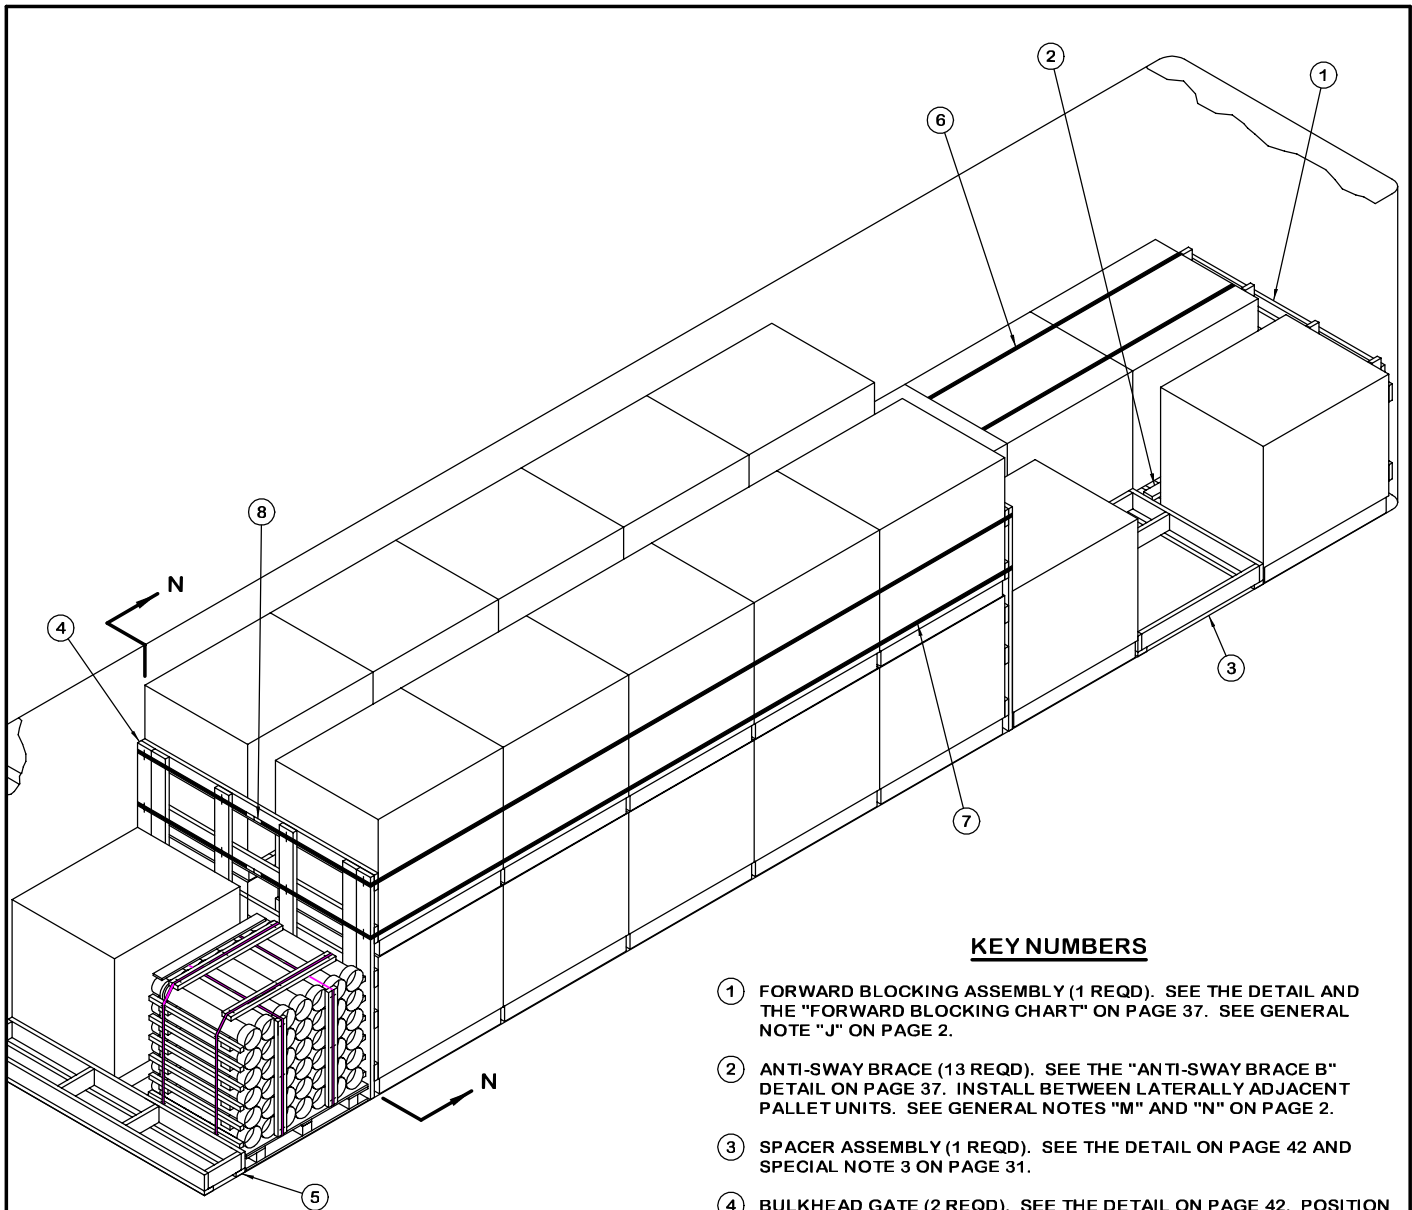 2
1
6
8
N
4
3
7
N
5
KEY NUMBERS
1 FORWARD BLOCKING ASSEMBLY (1 REQD). SEE THE DETAIL AND
THE "FORWARD BLOCKING CHART" ON PAGE 37. SEE GENERAL
NOTE "J" ON PAGE 2.
2 ANTI-SWAY BRACE (13 REQD). SEE THE "ANTI-SWAY BRACE B"
DETAIL ON PAGE 37. INSTALL BETWEEN LATERALLY ADJACENT
PALLET UNITS. SEE GENERAL NOTES "M" AND "N" ON PAGE 2.
3 SPACER ASSEMBLY (1 REQD). SEE THE DETAIL ON PAGE 42 AND
SPECIAL NOTE 3 ON PAGE 31.
4 BULKHEAD GATE (2 REQD). SEE THE DETAIL ON PAGE 42. POSITION